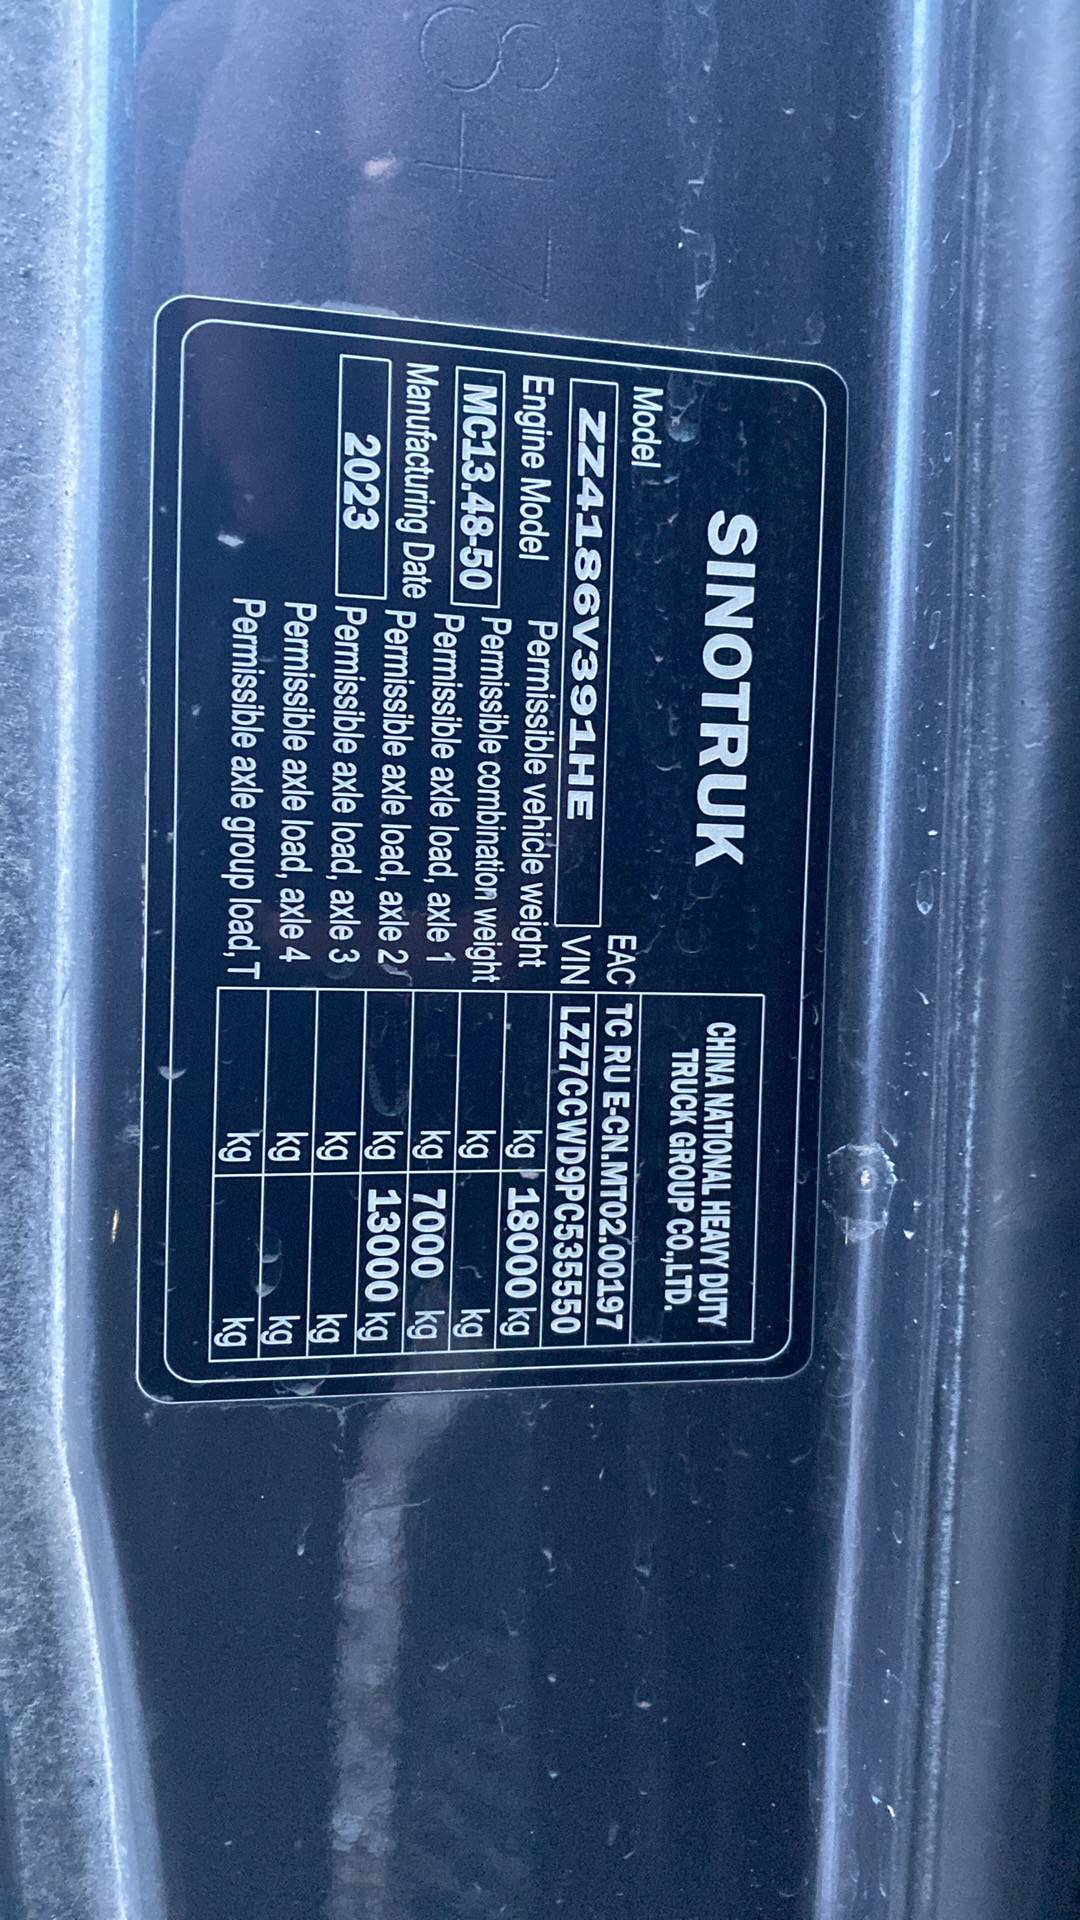 SINOTRUK
CHINA NATIONAL HEAVY DUTY
TRUCK GROUP CO.,LTD.
Model
EAC TC RU E-CN.MT02.00197
ZZ4186V391HE
VIN LZZ7CCWD9PC535550
Engine Model
Permissible vehicle weight kg 18000 kg
MC13.48-50
Permissible combination weight kg kg
Manufacturing Date
Permissible axle load, axle 1 kg 7000 kg
2023
Permissible axle load, axle 2 kg 13000 kg
Permissible axle load, axle 3 kg kg
Permissible axle load, axle 4 kg kg
Permissible axle group load, T kg kg